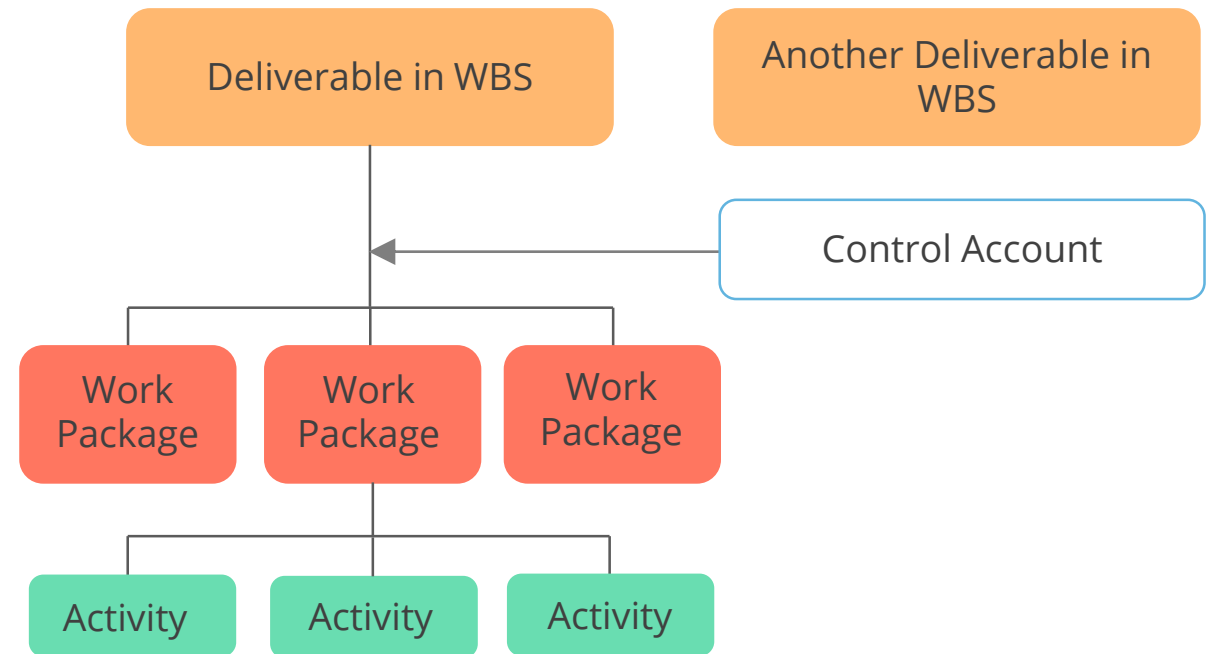 Deliverable in WBS
Another Deliverable in
WBS
Control Account
Work
Package
Work
Package
Work
Package
Activity
Activity
Activity